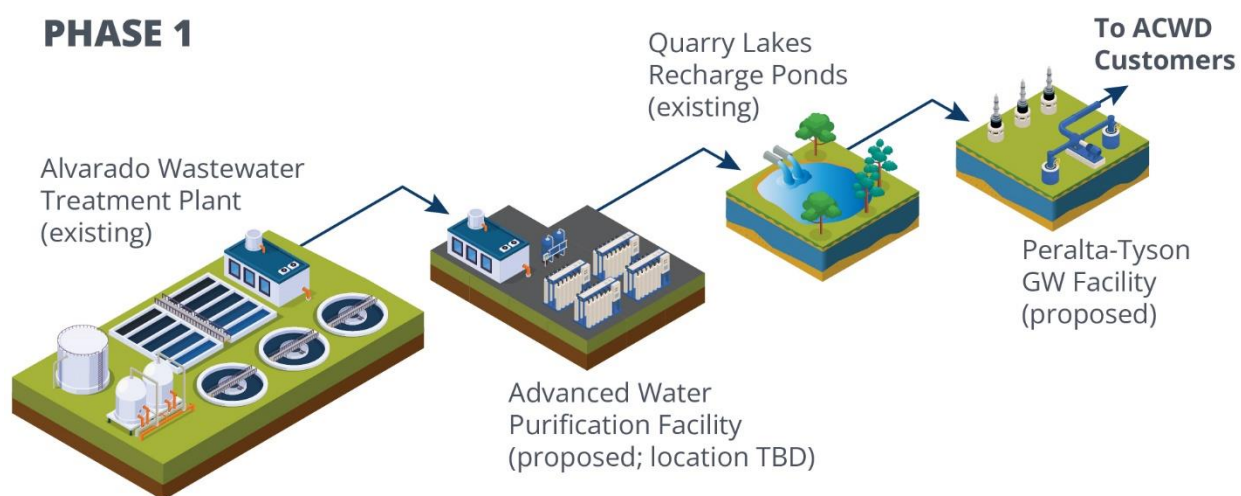 PHASE 1
Alvarado Wastewater
Treatment Plant
(existing)
Advanced Water
Purification Facility
(proposed; location TBD)
Quarry Lakes
Recharge Ponds
(existing)
Peralta-Tyson
GW Facility
(proposed)
To ACWD
Customers